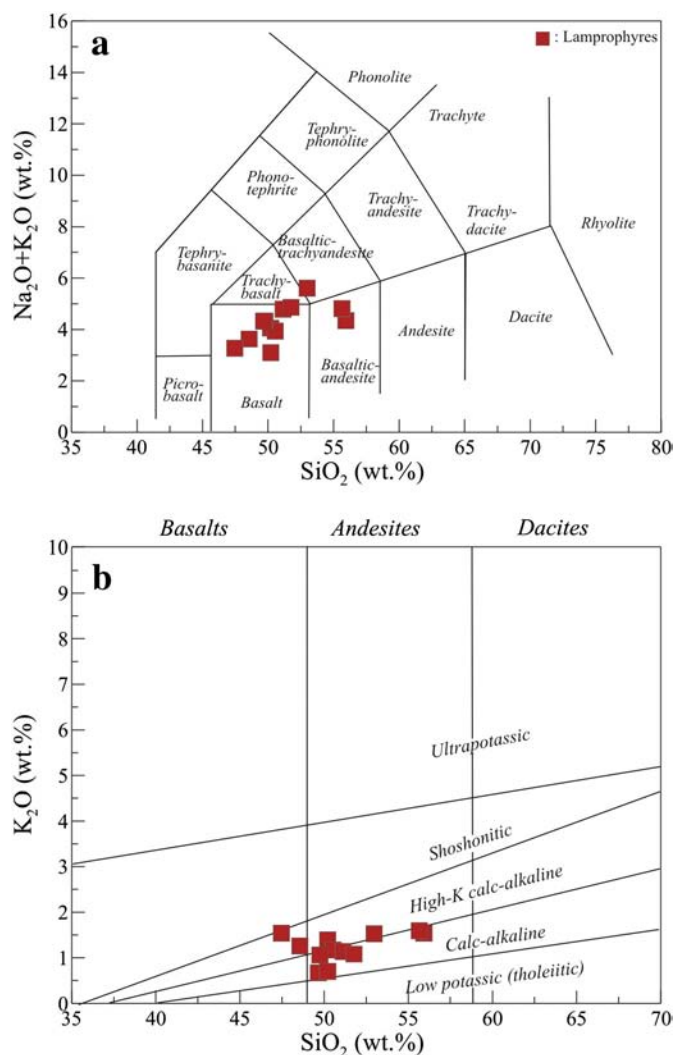 a
: Lamprophyres
Phonolite
Tephry-
phonolite
Trachyte
Phono-
tephrite
Trachy-
andesite
Tephry-
basanite
Basaltic-
trachyandesite
Trachy-
dacite
Rhyolite
Trachy-
basalt
Picro-
basalt
Basalt
Basaltic-
andesite
Andesite
Dacite
Na₂O+K₂O (wt.%)
16
14
12
10
8
6
4
2
0
35 40 45 50 55 60 65 70 75 80
SiO₂ (wt.%)
Basalts Andesites Dacites
b
Ultrapotassic
Shoshonitic
High-K calc-alkaline
Calc-alkaline
Low potassic (tholeiitic)
K₂O (wt.%)
10
9
8
7
6
5
4
3
2
1
0
35 40 45 50 55 60 65 70
SiO₂ (wt.%)